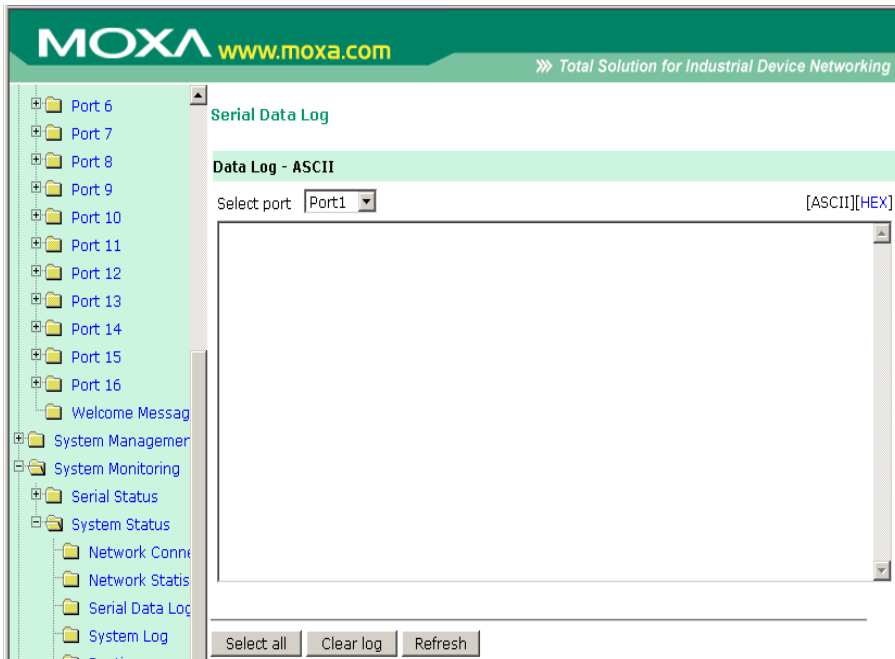 MOXA www.moxa.com
Total Solution for Industrial Device Networking
Port 6
Port 7
Port 8
Port 9
Port 10
Port 11
Port 12
Port 13
Port 14
Port 15
Port 16
Welcome Messag
System Managemer
System Monitoring
Serial Status
System Status
Network Conne
Network Statis
Serial Data Log
System Log
Serial Data Log
Data Log - ASCII
Select port Port1 [ASCII][HEX]
Select all Clear log Refresh